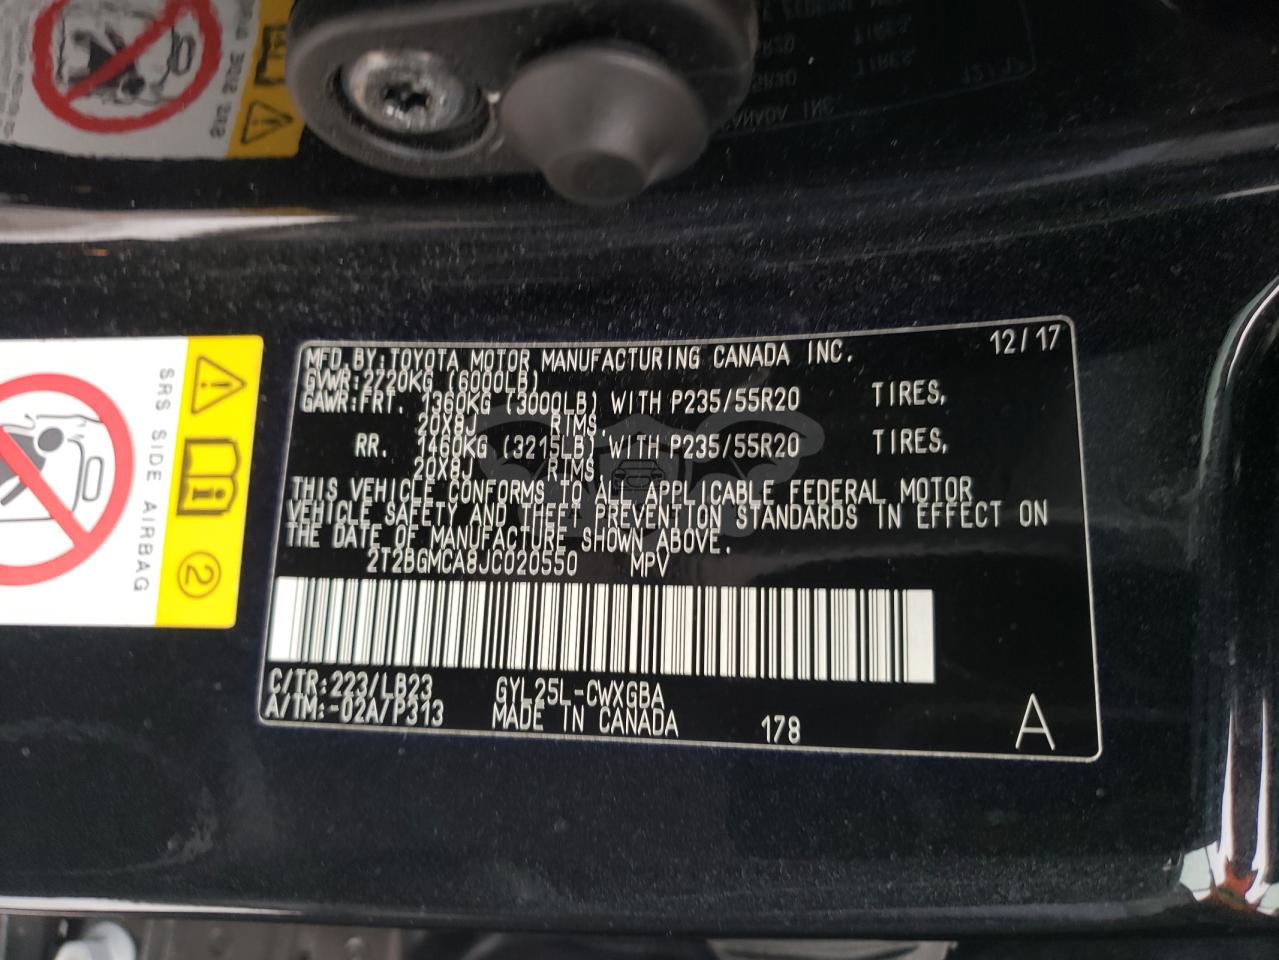 MFD.BY:TOYOTA MOTOR MANUFACTURING CANADA INC. 12/17
GVWR:2720KG (6000LB)
GAWR:FRT. 1360KG (3000LB) WITH P235/55R20 TIRES,
20X8J RIMS,
RR. 1460KG (3215LB) WITH P235/55R20 TIRES,
20X8J RIMS
THIS VEHICLE CONFORMS TO ALL APPLICABLE FEDERAL MOTOR
VEHICLE SAFETY AND THEFT PREVENTION STANDARDS IN EFFECT ON
THE DATE OF MANUFACTURE SHOWN ABOVE.
2T2BGMCA8JC020550 MPV
C/TR:223/LB23 GYL25L-CWXGBA
A/TM:-02A/P313 MADE IN CANADA 178 A
SRS SIDE AIRBAG
2
SRS SIDE